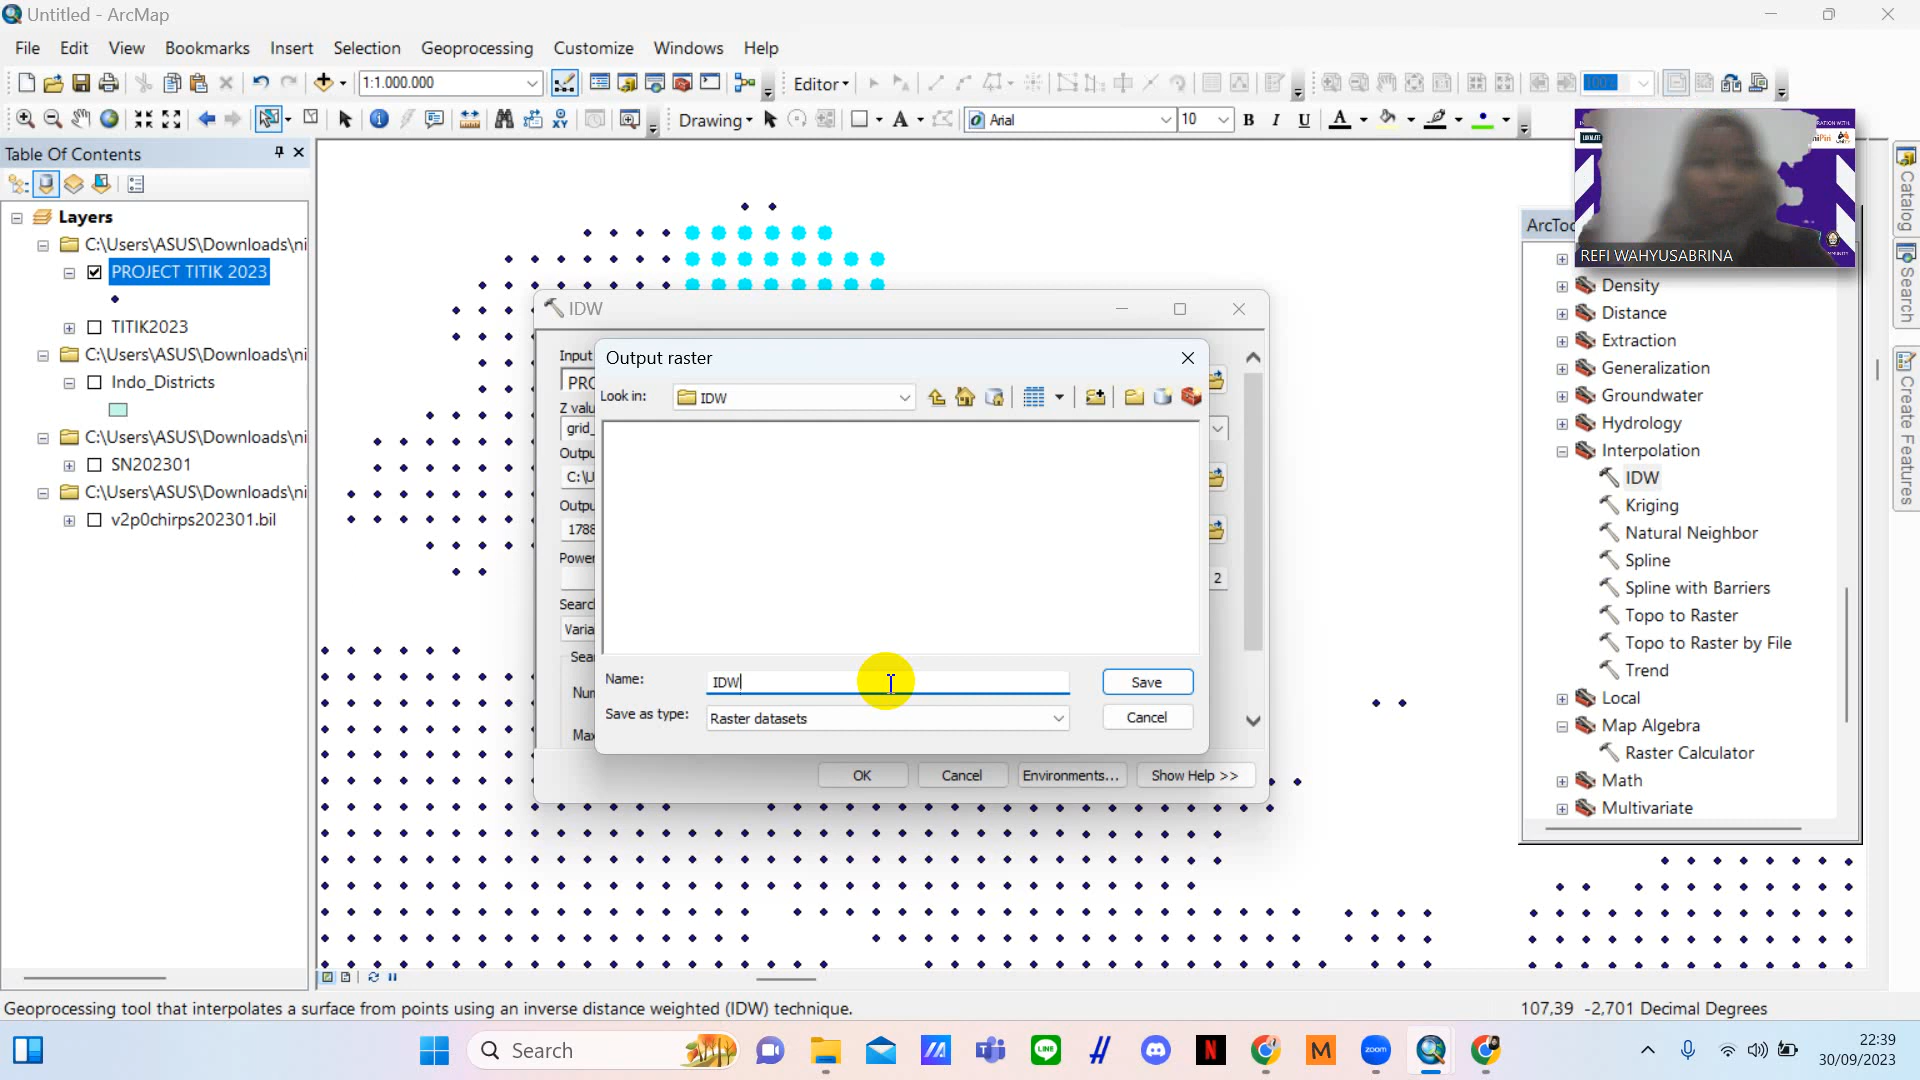 Untitled - ArcMap
File Edit View Bookmarks Insert Selection Geoprocessing Customize Windows Help
1:1.000.000
Editor
100
Drawing
A
Arial
10
B I U A
Table Of Contents
Layers
C:\Users\ASUS\Downloads\ni
PROJECT TITIK 2023
TITIK2023
C:\Users\ASUS\Downloads\ni
Indo_Districts
C:\Users\ASUS\Downloads\ni
SN202301
C:\Users\ASUS\Downloads\ni
v2p0chirps202301.bil
IDW
Input
PRO
Z valu
grid_
Outpu
C:\U
Outpu
1788
Power
2
Searc
Varia
Sea
Num
Max
OK
Cancel
Environments...
Show Help >>
Output raster
Look in:
IDW
Name:
IDW
Save
Save as type:
Raster datasets
Cancel
REFI WAHYUSABRINA
ArcToo
Density
Distance
Extraction
Generalization
Groundwater
Hydrology
Interpolation
IDW
Kriging
Natural Neighbor
Spline
Spline with Barriers
Topo to Raster
Topo to Raster by File
Trend
Local
Map Algebra
Raster Calculator
Math
Multivariate
Catalog
Search
Create Features
Geoprocessing tool that interpolates a surface from points using an inverse distance weighted (IDW) technique.
107,39 -2,701 Decimal Degrees
Search
LINE
N
M
zoom
22:39
30/09/2023